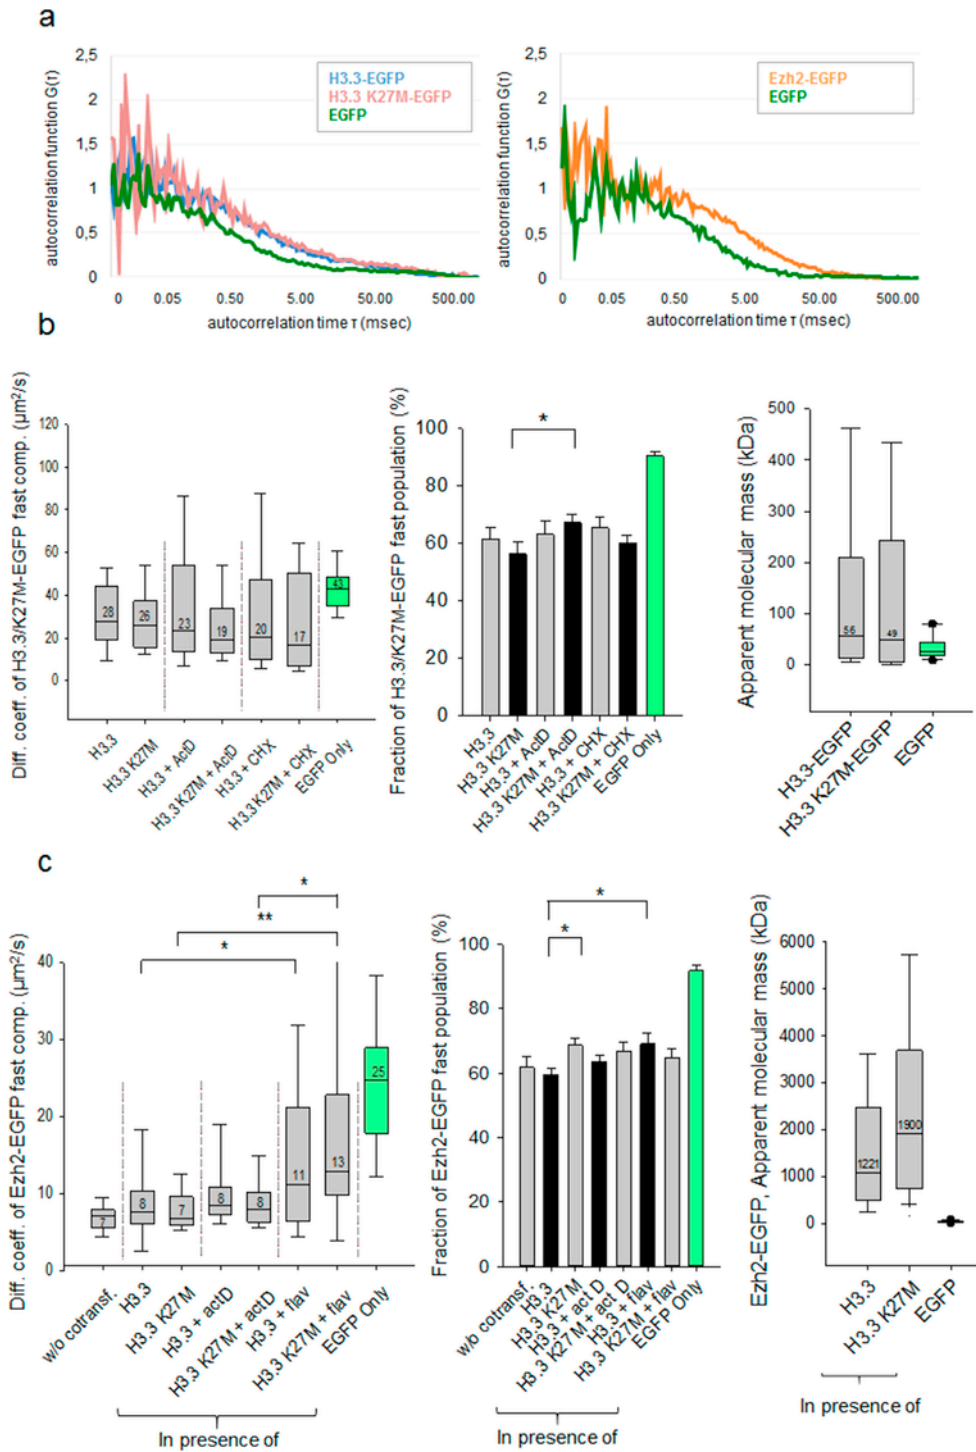 a
2,5
2
1,5
1
0,5
0
autocorrelation function G(τ)
H3.3-EGFP
H3.3 K27M-EGFP
EGFP
0 0.05 0.50 5.00 50.00 500.00
autocorrelation time τ (msec)
2,5
2
1,5
1
0,5
0
autocorrelation function G(τ)
Ezh2-EGFP
EGFP
0 0.05 0.50 5.00 50.00 500.00
autocorrelation time τ (msec)
b
Diff. coeff. of H3.3/K27M-EGFP fast comp. (µm²/s)
120
100
80
60
40
20
0
28 26 23 19 20 17 43
H3.3
H3.3 K27M
H3.3 + ActD
H3.3 K27M + ActD
H3.3 + CHX
H3.3 K27M + CHX
EGFP Only
Fraction of H3.3/K27M-EGFP fast population (%)
100
80
60
40
20
0
*
H3.3
H3.3 K27M
H3.3 + ActD
H3.3 K27M + ActD
H3.3 + CHX
H3.3 K27M + CHX
EGFP Only
Apparent molecular mass (kDa)
500
400
300
200
100
0
56 49
H3.3-EGFP
H3.3 K27M-EGFP
EGFP
c
Diff. coeff. of Ezh2-EGFP fast comp. (µm²/s)
40
30
20
10
0
*
**
*
7 8 7 8 8 11 13 25
w/o cotransf.
H3.3
H3.3 K27M
H3.3 + actD
H3.3 K27M + actD
H3.3 + flav
H3.3 K27M + flav
EGFP Only
In presence of
Fraction of Ezh2-EGFP fast population (%)
100
80
60
40
20
0
*
*
w/o cotransf.
H3.3
H3.3 K27M
H3.3 + act D
H3.3 K27M + act D
H3.3 + flav
H3.3 K27M + flav
EGFP Only
In presence of
Ezh2-EGFP, Apparent molecular mass (kDa)
6000
5000
4000
3000
2000
1000
0
1221 1900
H3.3
H3.3 K27M
EGFP
In presence of